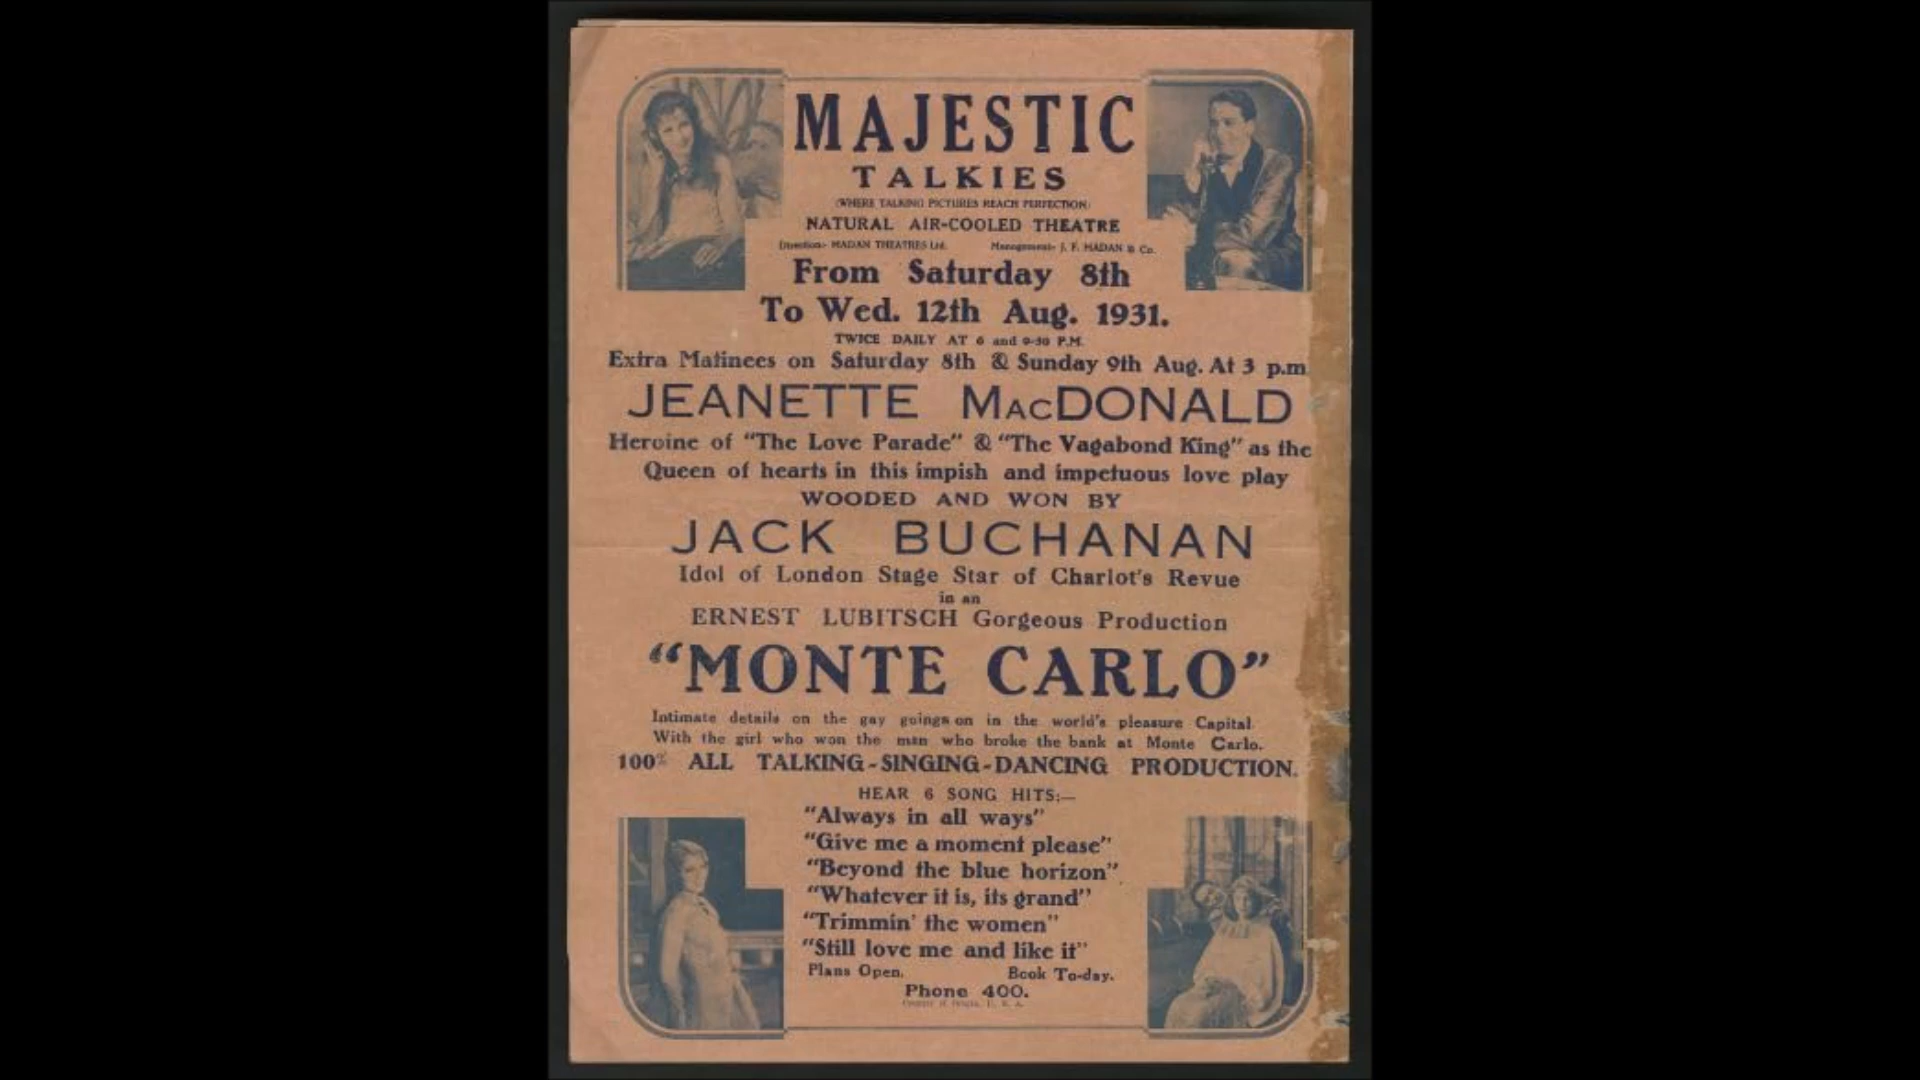 MAJESTIC
TALKIES
(WHERE TALKING PICTURES REACH PERFECTION)
NATURAL AIR-COOLED THEATRE
Direction:- MADAN THEATRES Ltd. Management:- J. F. MADAN & Co.
From Saturday 8th
To Wed. 12th Aug. 1931.
TWICE DAILY AT 6 and 9-30 P.M.
Extra Matinees on Saturday 8th & Sunday 9th Aug. At 3 p.m
JEANETTE MACDONALD
Heroine of "The Love Parade" & "The Vagabond King" as the
Queen of hearts in this impish and impetuous love play
WOODED AND WON BY
JACK BUCHANAN
Idol of London Stage Star of Charlot's Revue
in an
ERNEST LUBITSCH Gorgeous Production
"MONTE CARLO"
Intimate details on the gay goings on in the world's pleasure Capital.
With the girl who won the man who broke the bank at Monte Carlo.
100% ALL TALKING-SINGING-DANCING PRODUCTION.
HEAR 6 SONG HITS:—
"Always in all ways"
"Give me a moment please"
"Beyond the blue horizon"
"Whatever it is, its grand"
"Trimmin' the women"
"Still love me and like it"
Plans Open. Book To-day.
Phone 400.